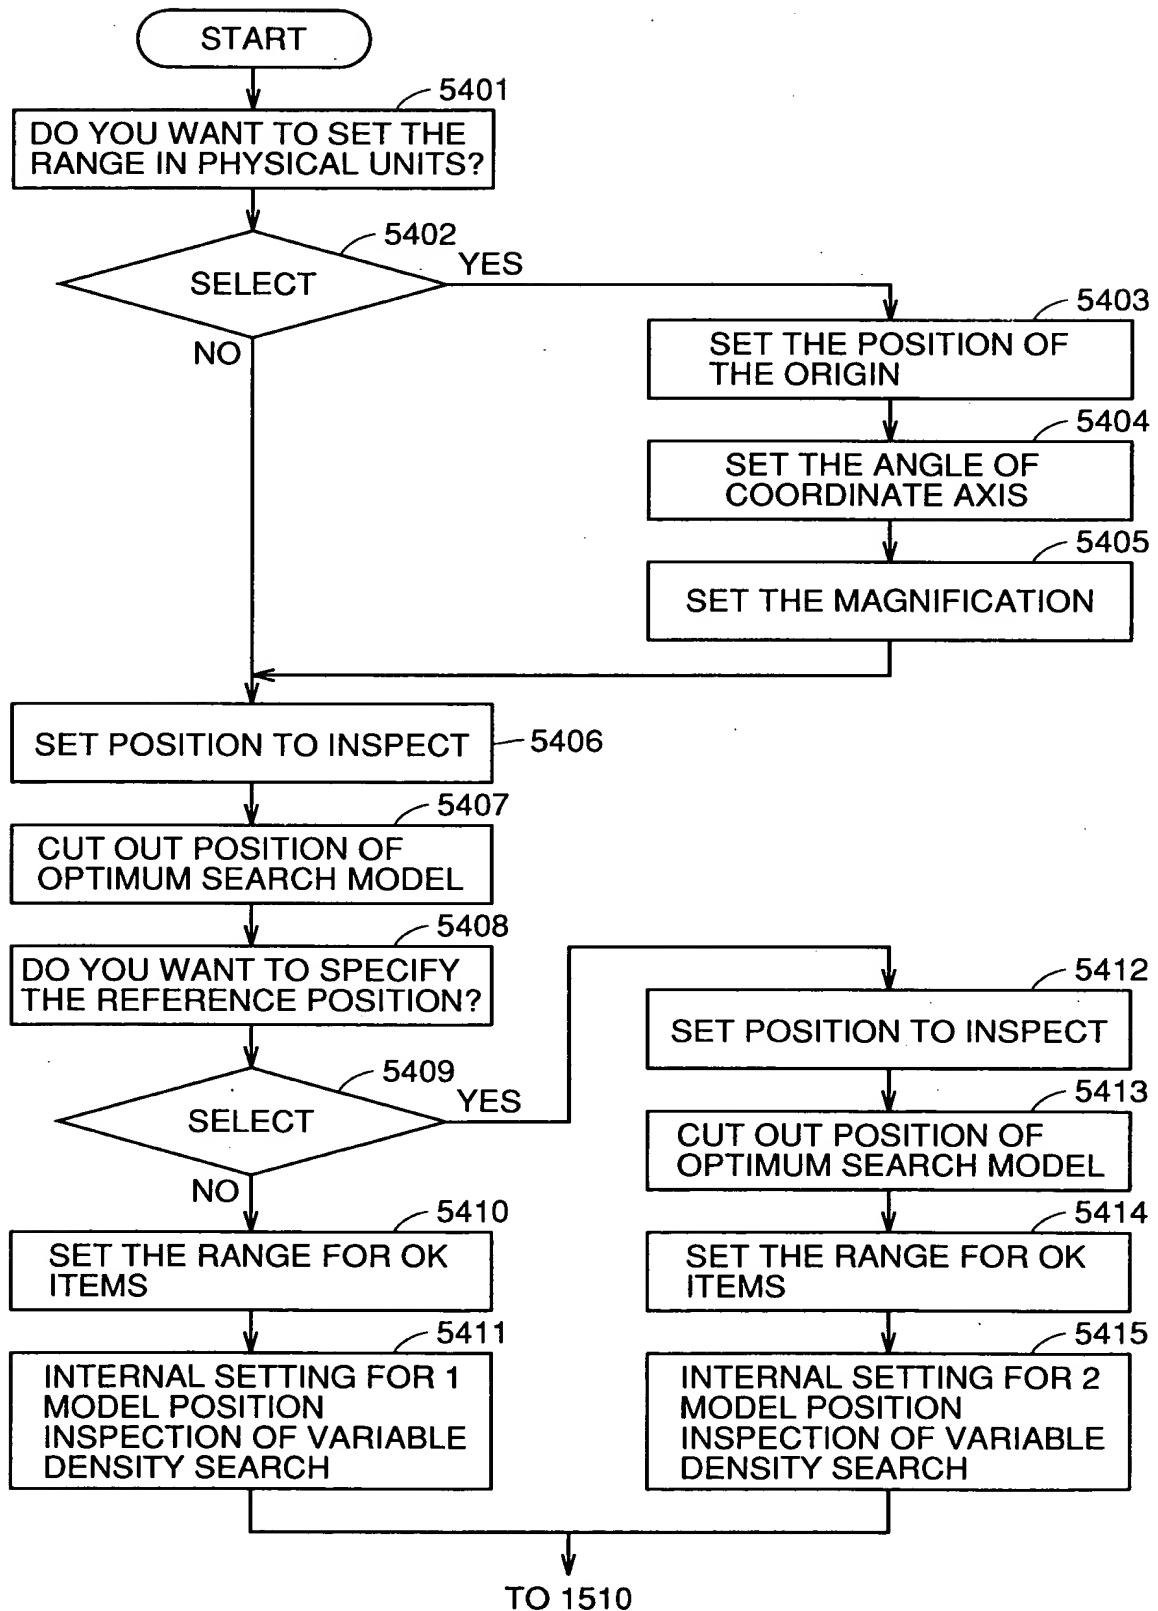 START
5401
DO YOU WANT TO SET THE
RANGE IN PHYSICAL UNITS?
5402
SELECT
YES
NO
5403
SET THE POSITION OF
THE ORIGIN
5404
SET THE ANGLE OF
COORDINATE AXIS
5405
SET THE MAGNIFICATION
SET POSITION TO INSPECT
5406
5407
CUT OUT POSITION OF
OPTIMUM SEARCH MODEL
5408
DO YOU WANT TO SPECIFY
THE REFERENCE POSITION?
5409
SELECT
YES
NO
5410
SET THE RANGE FOR OK
ITEMS
5411
INTERNAL SETTING FOR 1
MODEL POSITION
INSPECTION OF VARIABLE
DENSITY SEARCH
5412
SET POSITION TO INSPECT
5413
CUT OUT POSITION OF
OPTIMUM SEARCH MODEL
5414
SET THE RANGE FOR OK
ITEMS
5415
INTERNAL SETTING FOR 2
MODEL POSITION
INSPECTION OF VARIABLE
DENSITY SEARCH
TO 1510